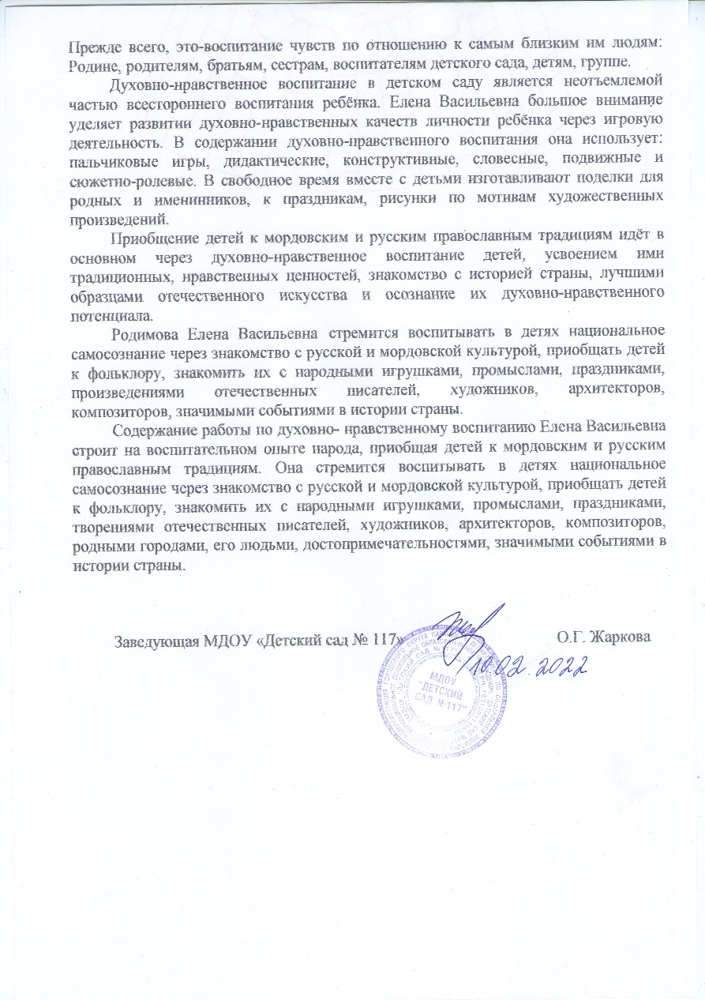 Прежде всего, это-воспитание чувств по отношению к самым близким им людям:
Родине, родителям, братьям, сестрам, воспитателям детского сада, детям, группе.
Духовно-нравственное воспитание в детском саду является неотъемлемой
частью всестороннего воспитания ребёнка. Елена Васильевна большое внимание
уделяет развитии духовно-нравственных качеств личности ребёнка через игровую
деятельность. В содержании духовно-нравственного воспитания она использует:
пальчиковые игры, дидактические, конструктивные, словесные, подвижные и
сюжетно-ролевые. В свободное время вместе с детьми изготавливают поделки для
родных и именинников, к праздникам, рисунки по мотивам художественных
произведений.
Приобщение детей к мордовским и русским православным традициям идёт в
основном через духовно-нравственное воспитание детей, усвоением ими
традиционных, нравственных ценностей, знакомство с историей страны, лучшими
образцами отечественного искусства и осознание их духовно-нравственного
потенциала.
Родимова Елена Васильевна стремится воспитывать в детях национальное
самосознание через знакомство с русской и мордовской культурой, приобщать детей
к фольклору, знакомить их с народными игрушками, промыслами, праздниками,
произведениями отечественных писателей, художников, архитекторов,
композиторов, значимыми событиями в истории страны.
Содержание работы по духовно- нравственному воспитанию Елена Васильевна
строит на воспитательном опыте народа, приобщая детей к мордовским и русским
православным традициям. Она стремится воспитывать в детях национальное
самосознание через знакомство с русской и мордовской культурой, приобщать детей
к фольклору, знакомить их с народными игрушками, промыслами, праздниками,
творениями отечественных писателей, художников, архитекторов, композиторов,
родными городами, его людьми, достопримечательностями, значимыми событиями в
истории страны.
Заведующая МДОУ «Детский сад № 117» О.Г. Жаркова
10.02.2022
МДОУ
"ДЕТСКИЙ
САД №117"